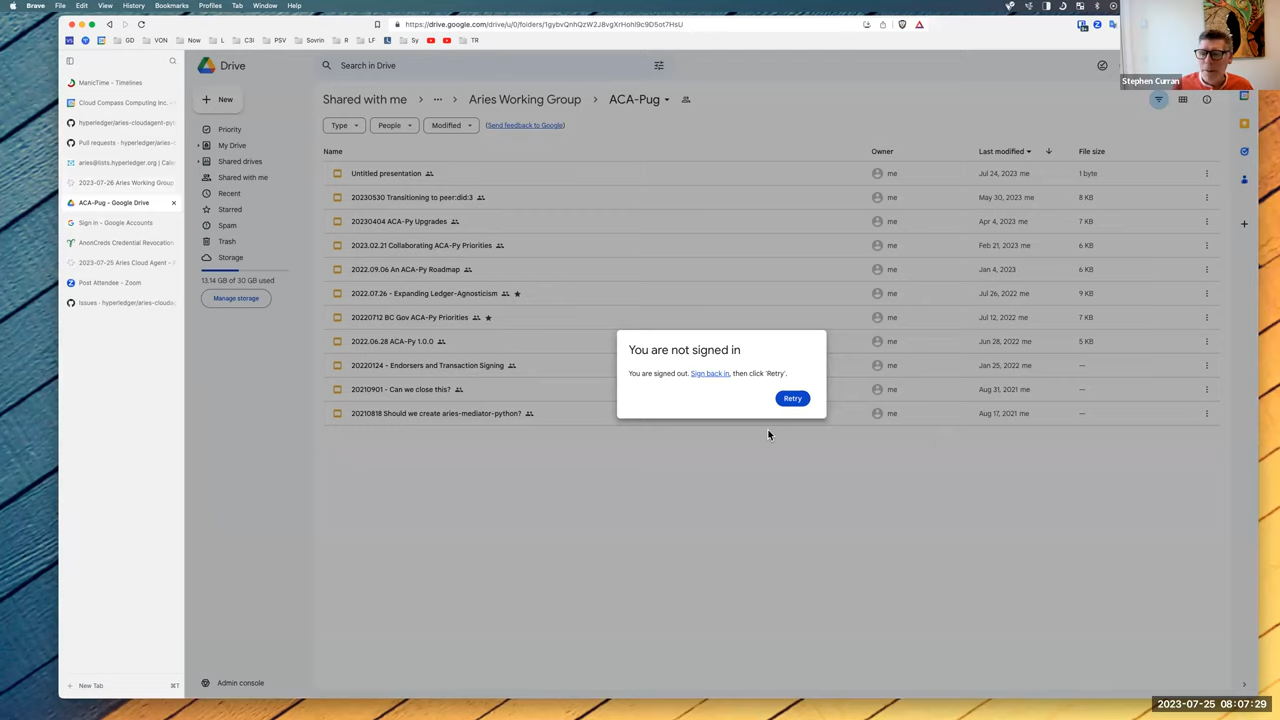 Brave File Edit View History Bookmarks Profiles Tab Window Help
https://drive.google.com/drive/u/0/folders/1gybvQnhQzW2J8vgXrHohl9c9D5ot7HsU
GD VON Now L C3I PSV Sovrin R LF Sy TR
Stephen Curran
ManicTime - Timelines
Cloud Compass Computing Inc. -
hyperledger/aries-cloudagent-pyt
Pull requests · hyperledger/aries-c
aries@lists.hyperledger.org | Cale
2023-07-26 Aries Working Group
ACA-Pug - Google Drive
Sign in - Google Accounts
AnonCreds Credential Revocation
2023-07-25 Aries Cloud Agent -
Post Attendee - Zoom
Issues · hyperledger/aries-clouda
New Tab ⌘T
Drive
Search in Drive
New
Priority
My Drive
Shared drives
Shared with me
Recent
Starred
Spam
Trash
Storage
13.14 GB of 30 GB used
Manage storage
Admin console
Shared with me ••• Aries Working Group ACA-Pug
Type People Modified (Send feedback to Google)
Name Owner Last modified File size
Untitled presentation me Jul 24, 2023 me 1 byte
20230530 Transitioning to peer:did:3 me May 30, 2023 me 8 KB
20230404 ACA-Py Upgrades me Apr 4, 2023 me 7 KB
2023.02.21 Collaborating ACA-Py Priorities me Feb 21, 2023 me 6 KB
2022.09.06 An ACA-Py Roadmap me Jan 4, 2023 me 6 KB
2022.07.26 - Expanding Ledger-Agnosticism me Jul 26, 2022 me 9 KB
20220712 BC Gov ACA-Py Priorities me Jul 12, 2022 me 7 KB
2022.06.28 ACA-Py 1.0.0 me Jun 28, 2022 me 5 KB
20220124 - Endorsers and Transaction Signing me Jan 25, 2022 me —
20210901 - Can we close this? me Aug 31, 2021 me —
20210818 Should we create aries-mediator-python? me Aug 17, 2021 me —
You are not signed in
You are signed out. Sign back in, then click 'Retry'.
Retry
2023-07-25 08:07:29